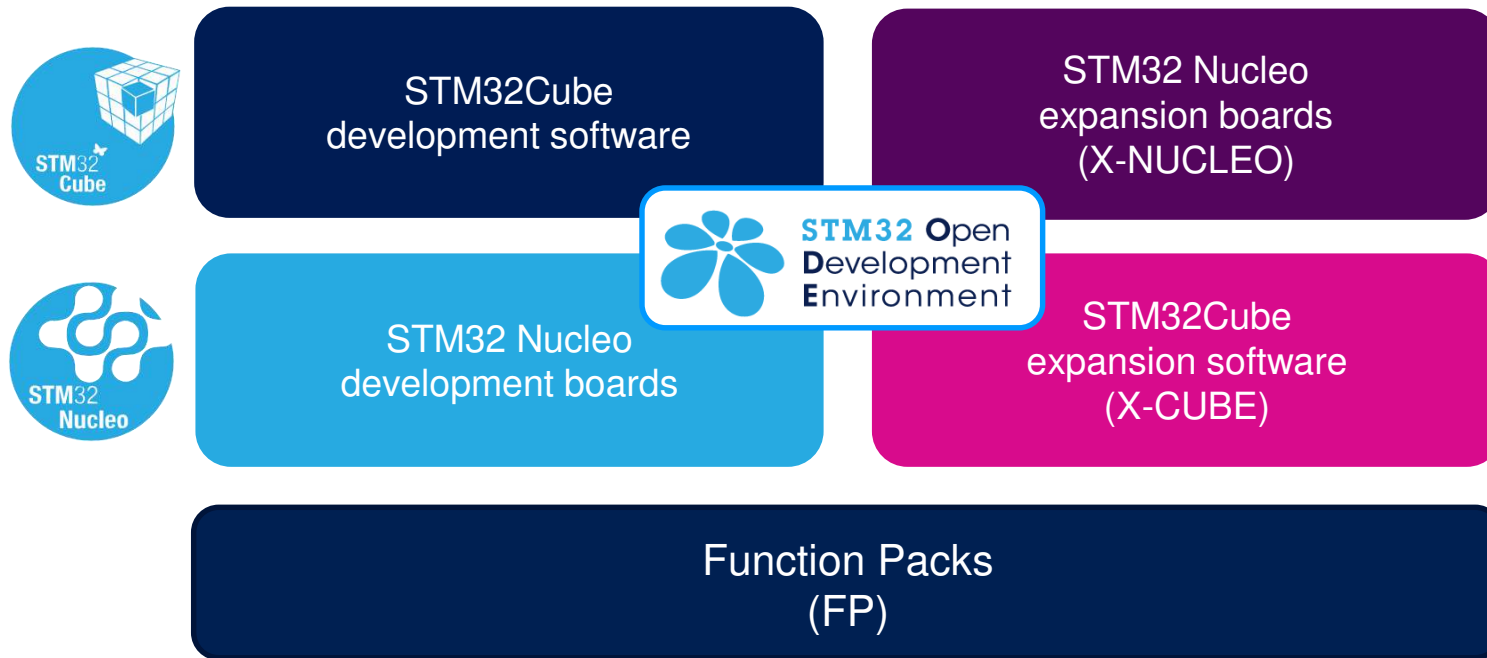 STM32
Cube
STM32Cube
development software
STM32 Nucleo
expansion boards
(X-NUCLEO)
STM32 Open
Development
Environment
STM32
Nucleo
STM32 Nucleo
development boards
STM32Cube
expansion software
(X-CUBE)
Function Packs
(FP)